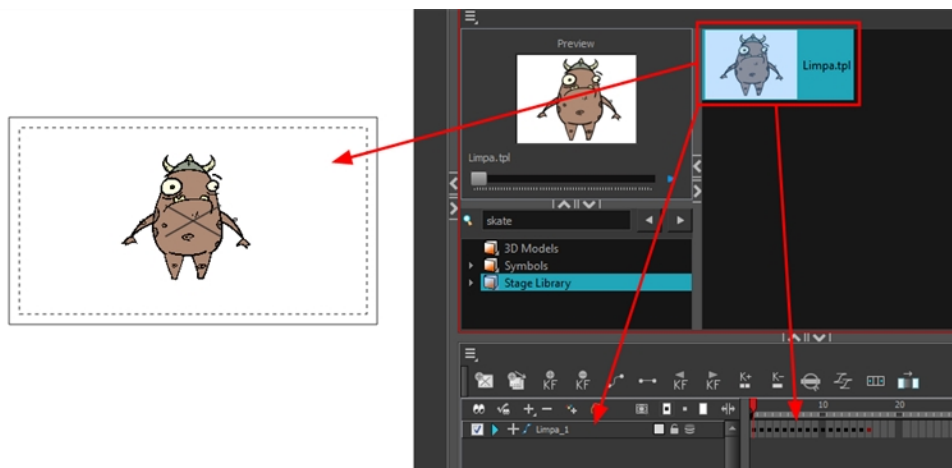 Preview
Limpa.tpl
Limpa.tpl
skate
3D Models
Symbols
Stage Library
KF KF KF KF K+ K-
10 20
Limpa_1